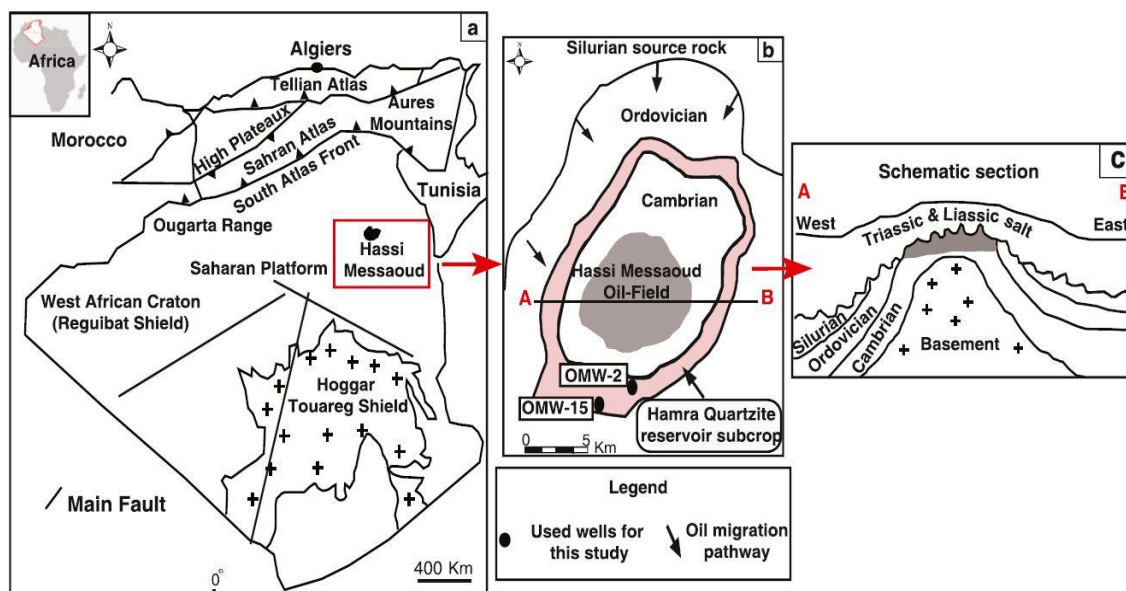 Africa
N
a
Algiers
Tellian Atlas
Aures
Mountains
Morocco
High Plateaux
Sahran Atlas
South Atlas Front
Tunisia
Ougarta Range
Hassi
Messaoud
Saharan Platform
West African Craton
(Reguibat Shield)
Hoggar
Touareg Shield
Main Fault
0°
400 Km
N
Silurian source rock
b
Ordovician
Cambrian
Hassi Messaoud
Oil-Field
A
B
OMW-2
OMW-15
Hamra Quartzite
reservoir subcrop
0 5 Km
C
Schematic section
A
West
Triassic & Liassic salt
East
Silurian
Ordovician
Cambrian
Basement
Legend
Used wells for
this study
Oil migration
pathway